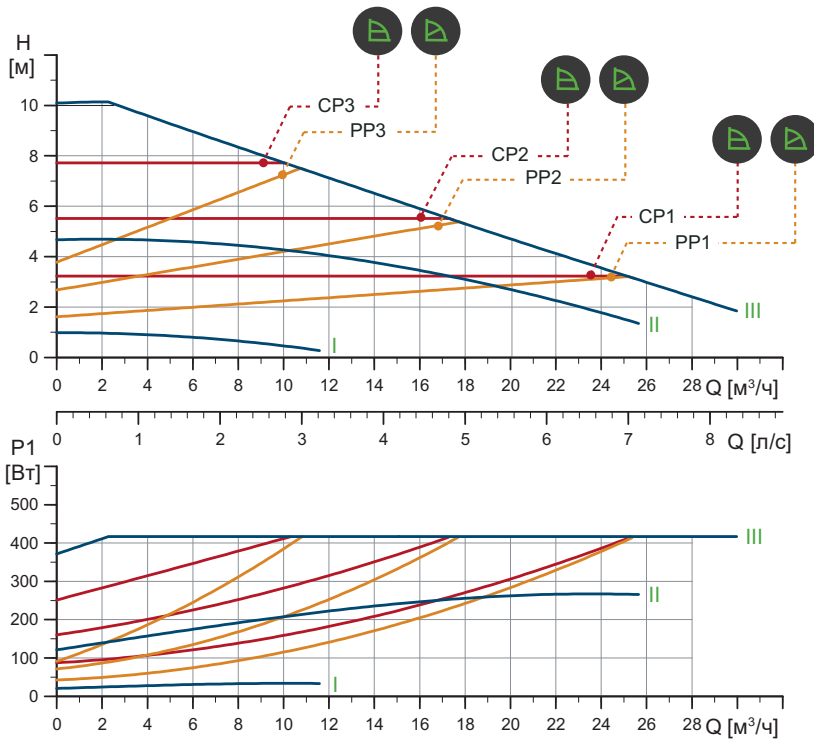 H
[м]
10
8
6
4
2
0
CP3
PP3
CP2
PP2
CP1
PP1
III
II
I
0 2 4 6 8 10 12 14 16 18 20 22 24 26 28 Q [м³/ч]
0 1 2 3 4 5 6 7 8 Q [л/с]
P1
[Вт]
500
400
300
200
100
0
III
II
I
0 2 4 6 8 10 12 14 16 18 20 22 24 26 28 Q [м³/ч]